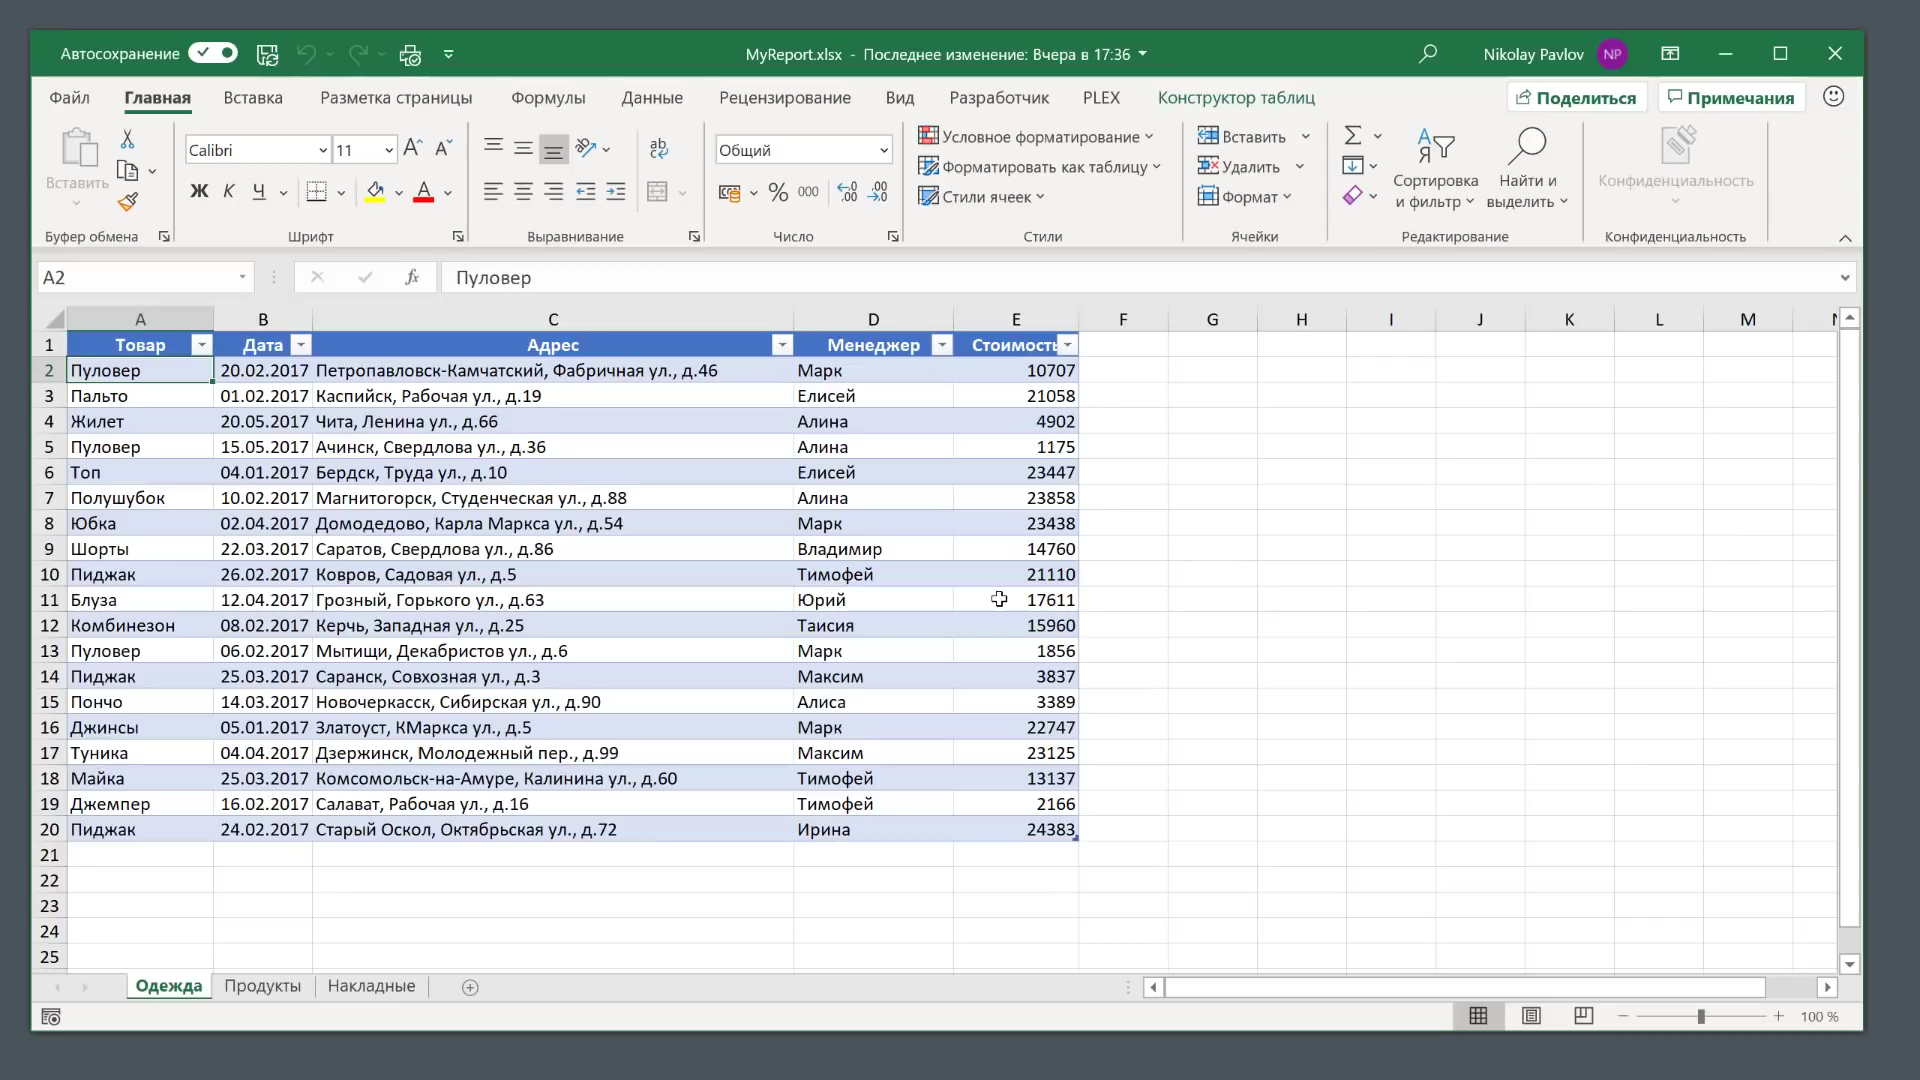 Автосохранение MyReport.xlsx - Последнее изменение: Вчера в 17:36 Nikolay Pavlov NP
Файл Главная Вставка Разметка страницы Формулы Данные Рецензирование Вид Разработчик PLEX Конструктор таблиц Поделиться Примечания
Вставить
Calibri 11
Ж К Ч А
Общий
% 000
Условное форматирование
Форматировать как таблицу
Стили ячеек
Вставить
Удалить
Формат
Сортировка
и фильтр
Найти и
выделить
Конфиденциальность
Буфер обмена Шрифт Выравнивание Число Стили Ячейки Редактирование Конфиденциальность
A2 fx Пуловер
A B C D E F G H I J K L M
1 Товар Дата Адрес Менеджер Стоимость
2 Пуловер 20.02.2017 Петропавловск-Камчатский, Фабричная ул., д.46 Марк 10707
3 Пальто 01.02.2017 Каспийск, Рабочая ул., д.19 Елисей 21058
4 Жилет 20.05.2017 Чита, Ленина ул., д.66 Алина 4902
5 Пуловер 15.05.2017 Ачинск, Свердлова ул., д.36 Алина 1175
6 Топ 04.01.2017 Бердск, Труда ул., д.10 Елисей 23447
7 Полушубок 10.02.2017 Магнитогорск, Студенческая ул., д.88 Алина 23858
8 Юбка 02.04.2017 Домодедово, Карла Маркса ул., д.54 Марк 23438
9 Шорты 22.03.2017 Саратов, Свердлова ул., д.86 Владимир 14760
10 Пиджак 26.02.2017 Ковров, Садовая ул., д.5 Тимофей 21110
11 Блуза 12.04.2017 Грозный, Горького ул., д.63 Юрий 17611
12 Комбинезон 08.02.2017 Керчь, Западная ул., д.25 Таисия 15960
13 Пуловер 06.02.2017 Мытищи, Декабристов ул., д.6 Марк 1856
14 Пиджак 25.03.2017 Саранск, Совхозная ул., д.3 Максим 3837
15 Пончо 14.03.2017 Новочеркасск, Сибирская ул., д.90 Алиса 3389
16 Джинсы 05.01.2017 Златоуст, КМаркса ул., д.5 Марк 22747
17 Туника 04.04.2017 Дзержинск, Молодежный пер., д.99 Максим 23125
18 Майка 25.03.2017 Комсомольск-на-Амуре, Калинина ул., д.60 Тимофей 13137
19 Джемпер 16.02.2017 Салават, Рабочая ул., д.16 Тимофей 2166
20 Пиджак 24.02.2017 Старый Оскол, Октябрьская ул., д.72 Ирина 24383
21
22
23
24
25
Одежда Продукты Накладные
100 %